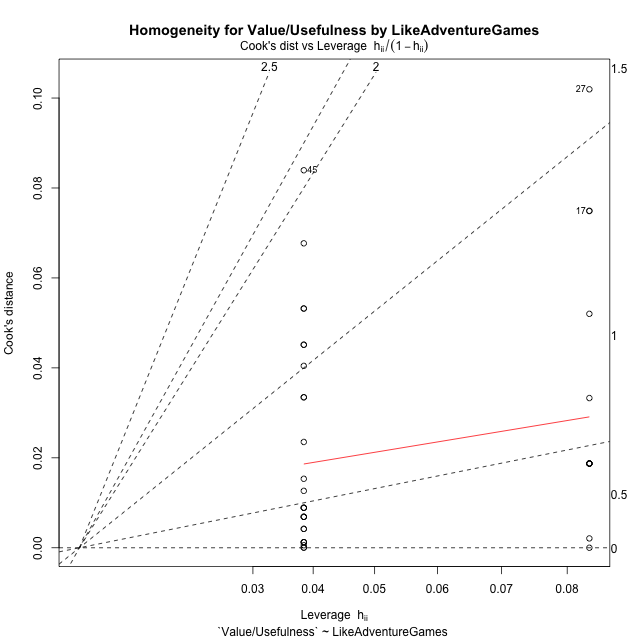 Homogeneity for Value/Usefulness by LikeAdventureGames
Cook's dist vs Leverage hᵢᵢ/(1 − hᵢᵢ)
2.5
2
1.5
27
0.10
45
0.08
17
0.06
1
0.04
0.02
0.5
0.00
0
0.03 0.04 0.05 0.06 0.07 0.08
Cook's distance
Leverage hᵢᵢ
`Value/Usefulness` ~ LikeAdventureGames